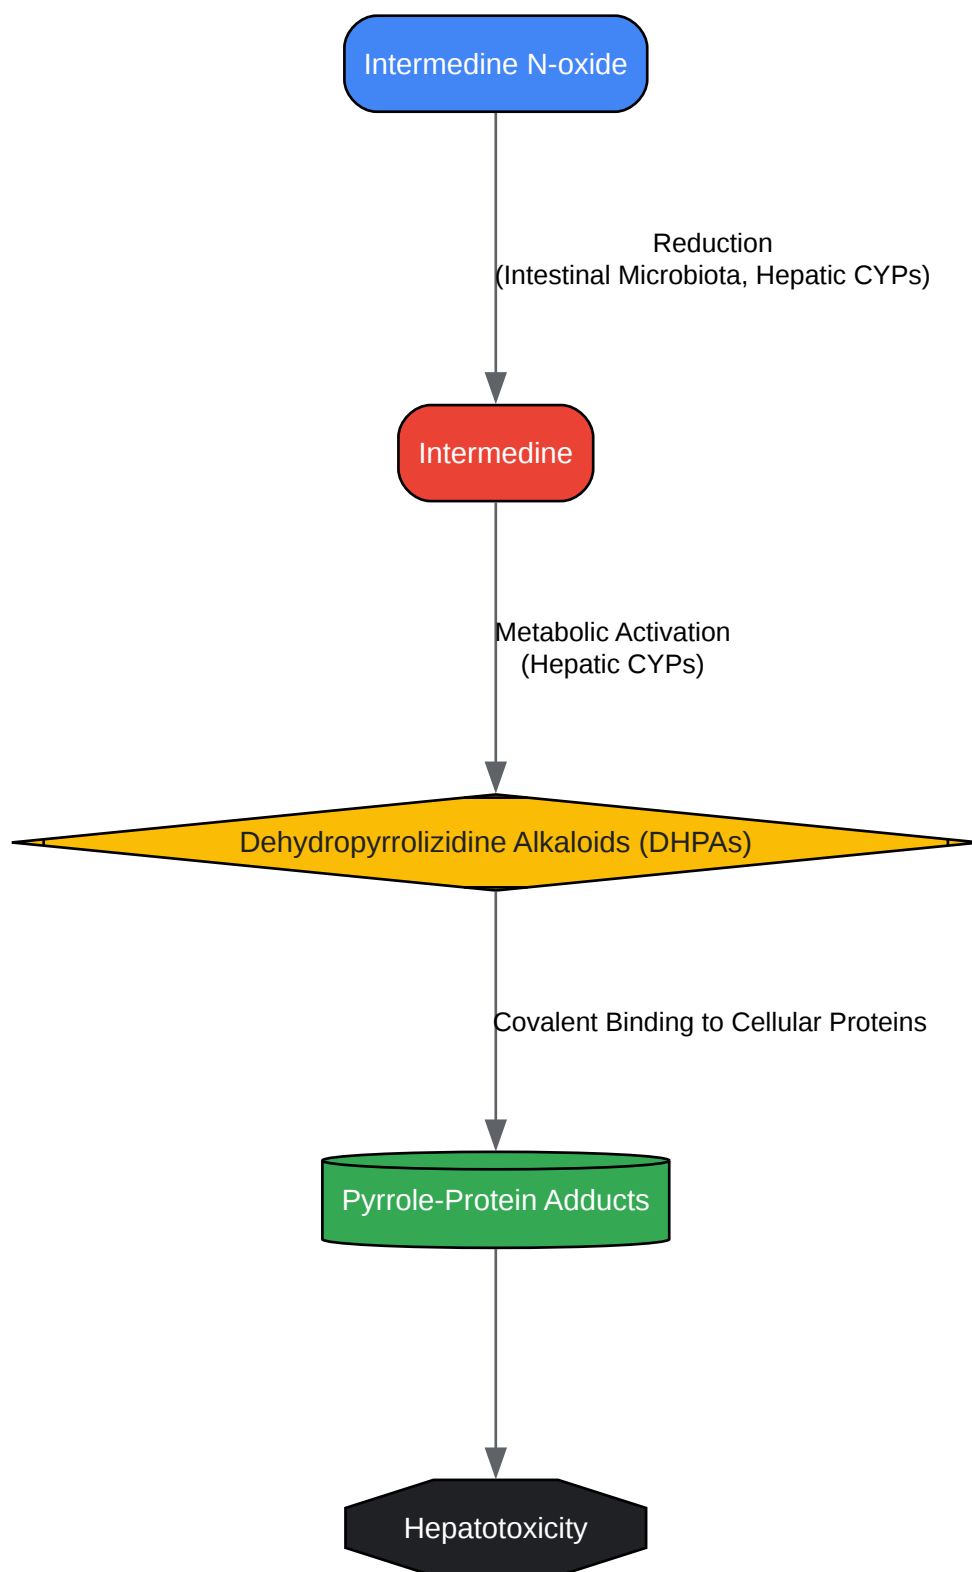 Intermedine N-oxide
Reduction
(Intestinal Microbiota, Hepatic CYPs)
Intermedine
Metabolic Activation
(Hepatic CYPs)
Dehydropyrrolizidine Alkaloids (DHPAs)
Covalent Binding to Cellular Proteins
Pyrrole-Protein Adducts
Hepatotoxicity